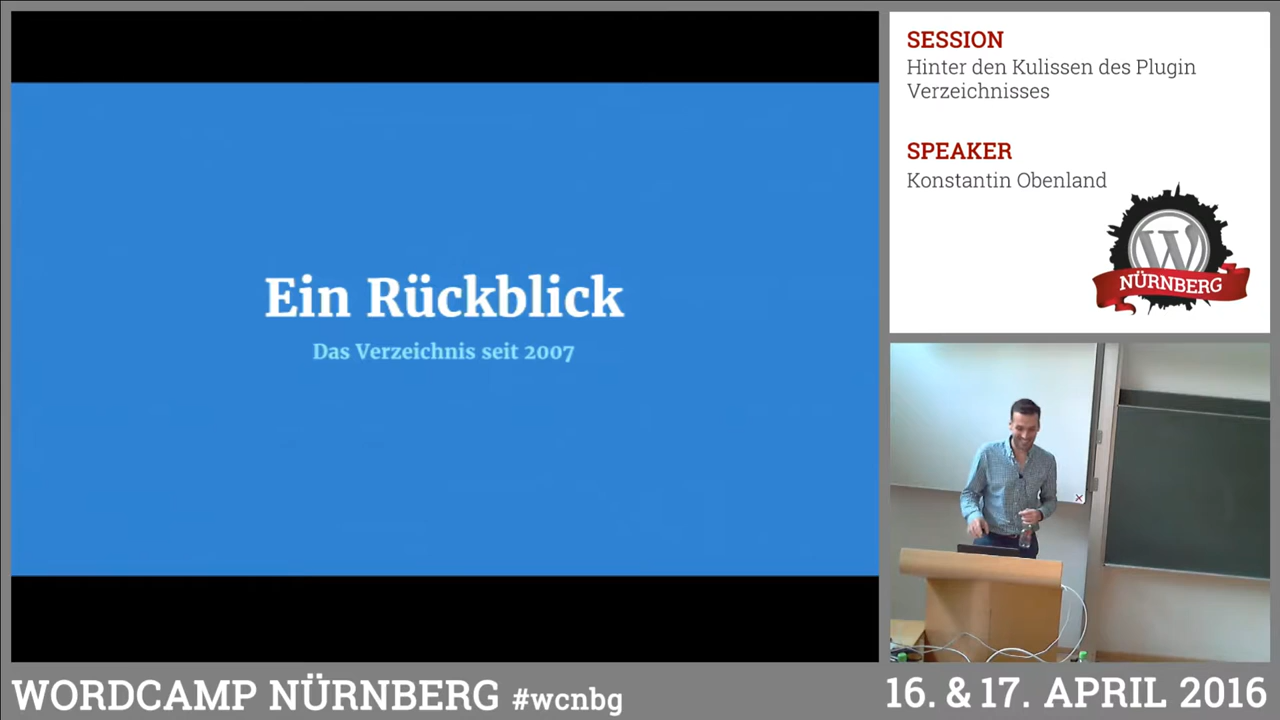 Ein Rückblick
Das Verzeichnis seit 2007
SESSION
Hinter den Kulissen des Plugin
Verzeichnisses
SPEAKER
Konstantin Obenland
W
NÜRNBERG
WORDCAMP NÜRNBERG #wcnbg
16. & 17. APRIL 2016